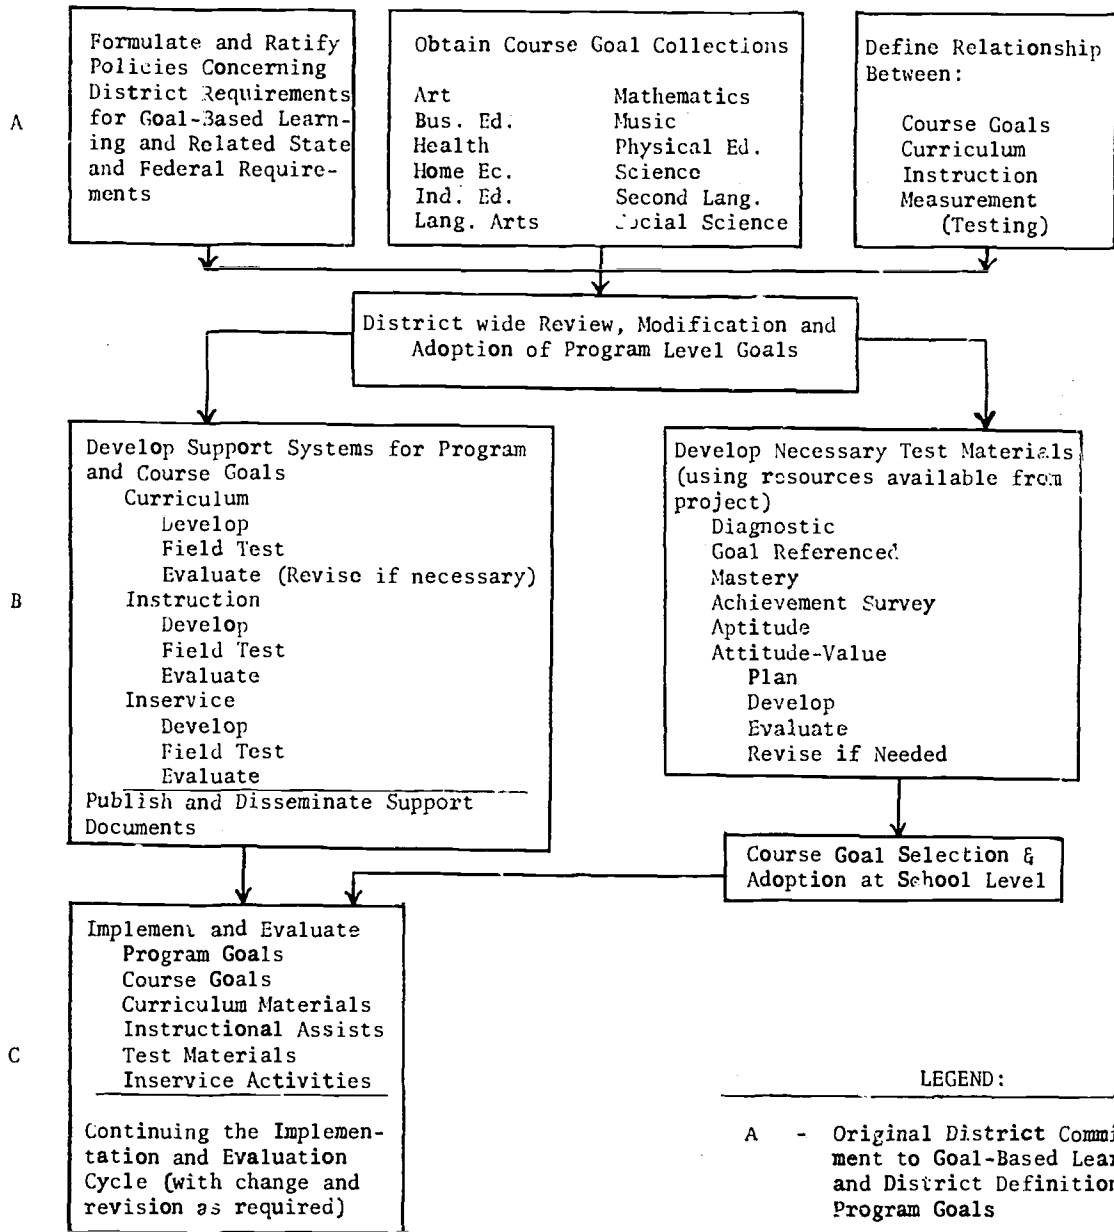 A
Formulate and Ratify
Policies Concerning
District Requirements
for Goal-Based Learn-
ing and Related State
and Federal Require-
ments
Obtain Course Goal Collections
Art Mathematics
Bus. Ed. Music
Health Physical Ed.
Home Ec. Science
Ind. Ed. Second Lang.
Lang. Arts Social Science
Define Relationship
Between:
Course Goals
Curriculum
Instruction
Measurement
(Testing)
District wide Review, Modification and
Adoption of Program Level Goals
B
Develop Support Systems for Program
and Course Goals
Curriculum
Develop
Field Test
Evaluate (Revise if necessary)
Instruction
Develop
Field Test
Evaluate
Inservice
Develop
Field Test
Evaluate
Publish and Disseminate Support
Documents
Develop Necessary Test Materials
(using resources available from
project)
Diagnostic
Goal Referenced
Mastery
Achievement Survey
Aptitude
Attitude-Value
Plan
Develop
Evaluate
Revise if Needed
Course Goal Selection &
Adoption at School Level
C
Implement and Evaluate
Program Goals
Course Goals
Curriculum Materials
Instructional Assists
Test Materials
Inservice Activities
Continuing the Implemen-
tation and Evaluation
Cycle (with change and
revision as required)
LEGEND:
A - Original District Commi
ment to Goal-Based Lear
and District Definition
Program Goals